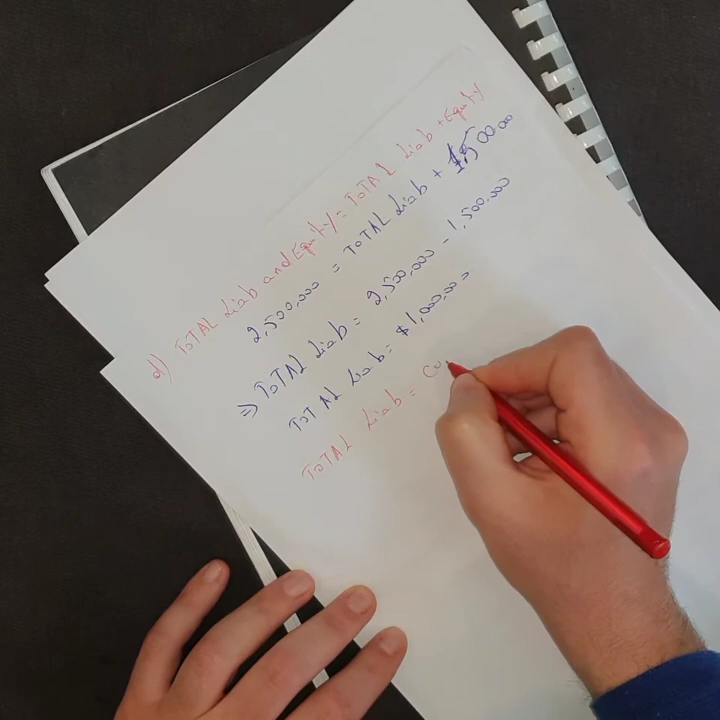 d) TOTAL Liab and Equity = TOTAL Liab + Equity
2,500.000 = TOTAL Liab + 1,500.000
=> TOTAL Liab = 2,500.000 - 1,500.000
TOTAL Liab = $1,000.000
TOTAL Liab = Cu